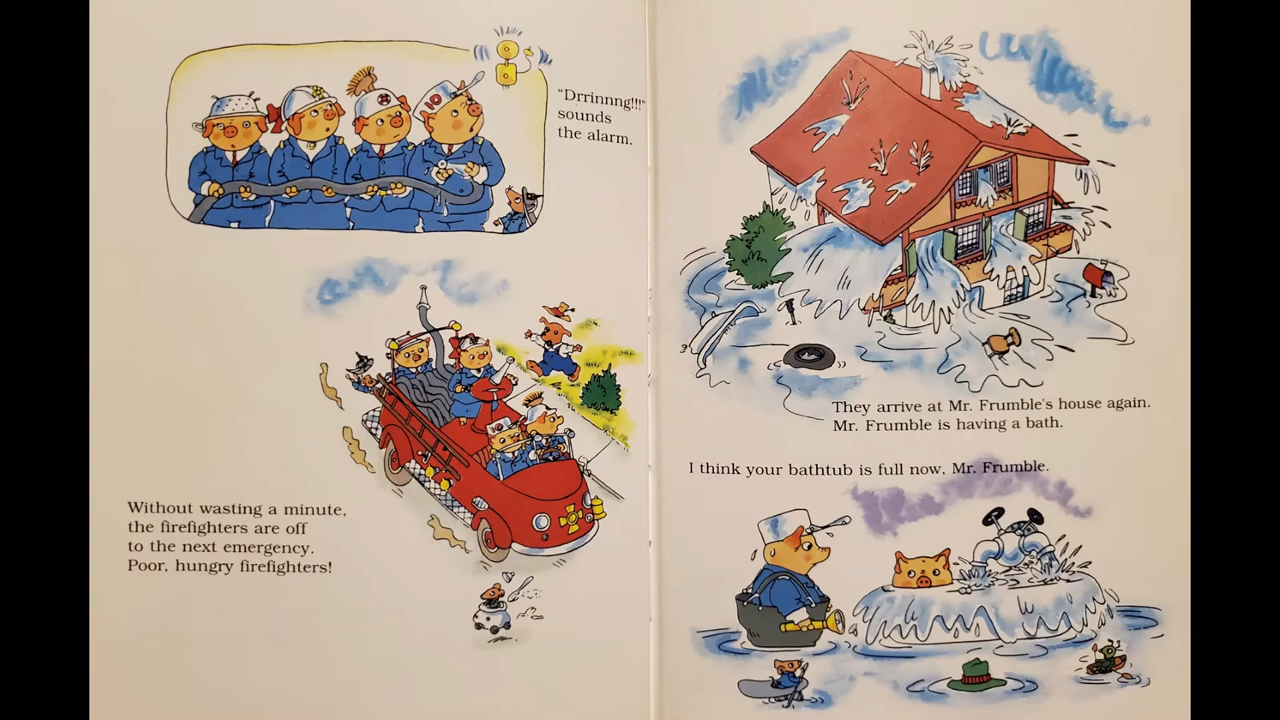 "Drrinnng!!!"
sounds
the alarm.
Without wasting a minute,
the firefighters are off
to the next emergency.
Poor, hungry firefighters!
They arrive at Mr. Frumble's house again.
Mr. Frumble is having a bath.
I think your bathtub is full now, Mr. Frumble.